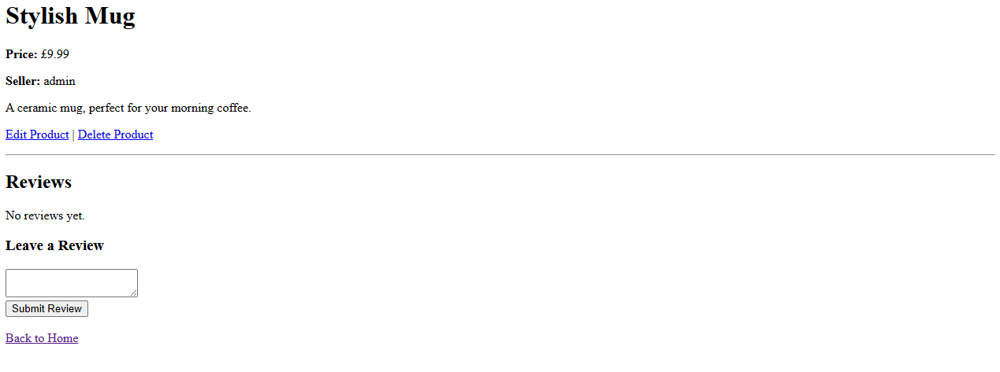 Stylish Mug
Price: £9.99
Seller: admin
A ceramic mug, perfect for your morning coffee.
Edit Product | Delete Product
Reviews
No reviews yet.
Leave a Review
Submit Review
Back to Home